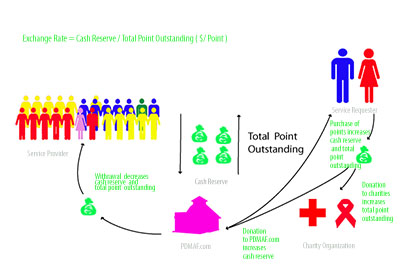 Exchange Rate = Cash Reserve / Total Point Outstanding ( $/ Point )
Service Requester
Purchase of
points increases
cash reserve
and total
point
outstanding
Total Point
Outstanding
Service Provider
Cash Reserve
Withdrawal decreases
cash reserve and
total point outstanding
Donation
to charities
increases
total point
outstanding
Donation
to PDMAF.com
increases
cash reserve
PDMAF.com
Charity Organization